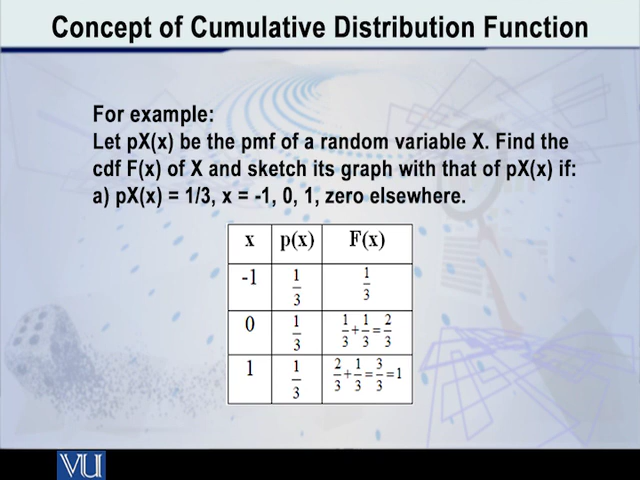 Concept of Cumulative Distribution Function
For example:
Let pX(x) be the pmf of a random variable X. Find the
cdf F(x) of X and sketch its graph with that of pX(x) if:
a) pX(x) = 1/3, x = -1, 0, 1, zero elsewhere.
x p(x) F(x)
-1 1/3 1/3
0 1/3 1/3+1/3=2/3
1 1/3 2/3+1/3=3/3=1
VU